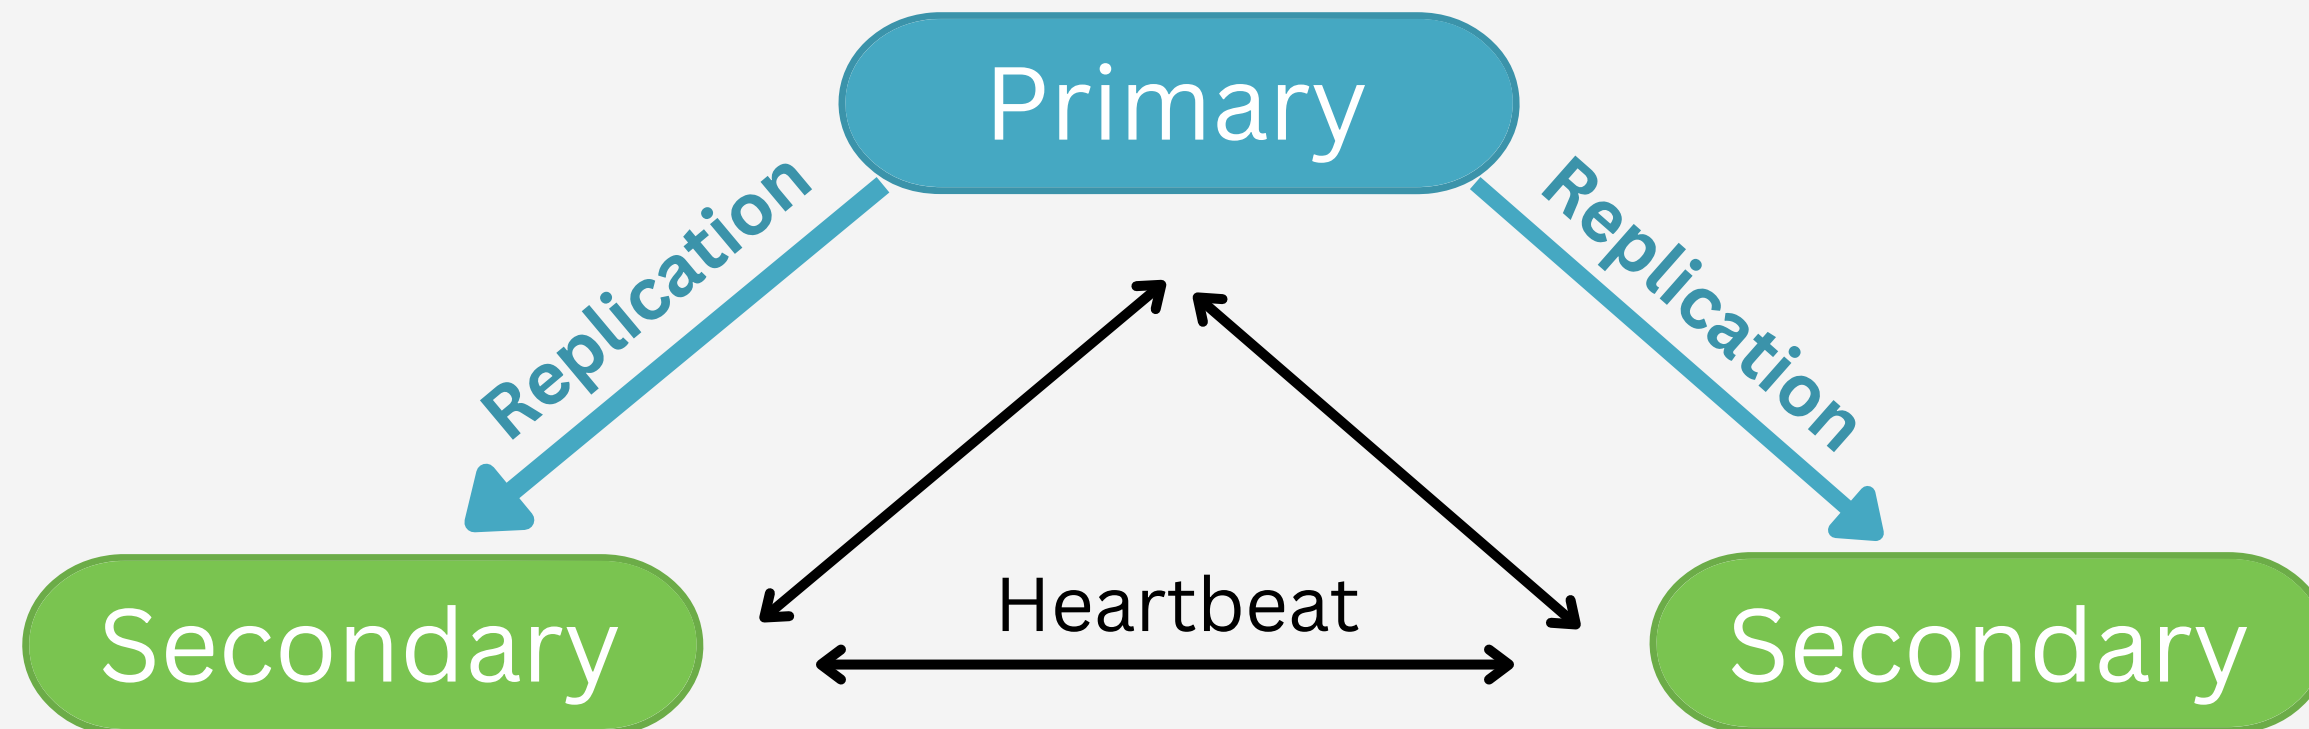 Primary
Replication
Replication
Heartbeat
Secondary
Secondary